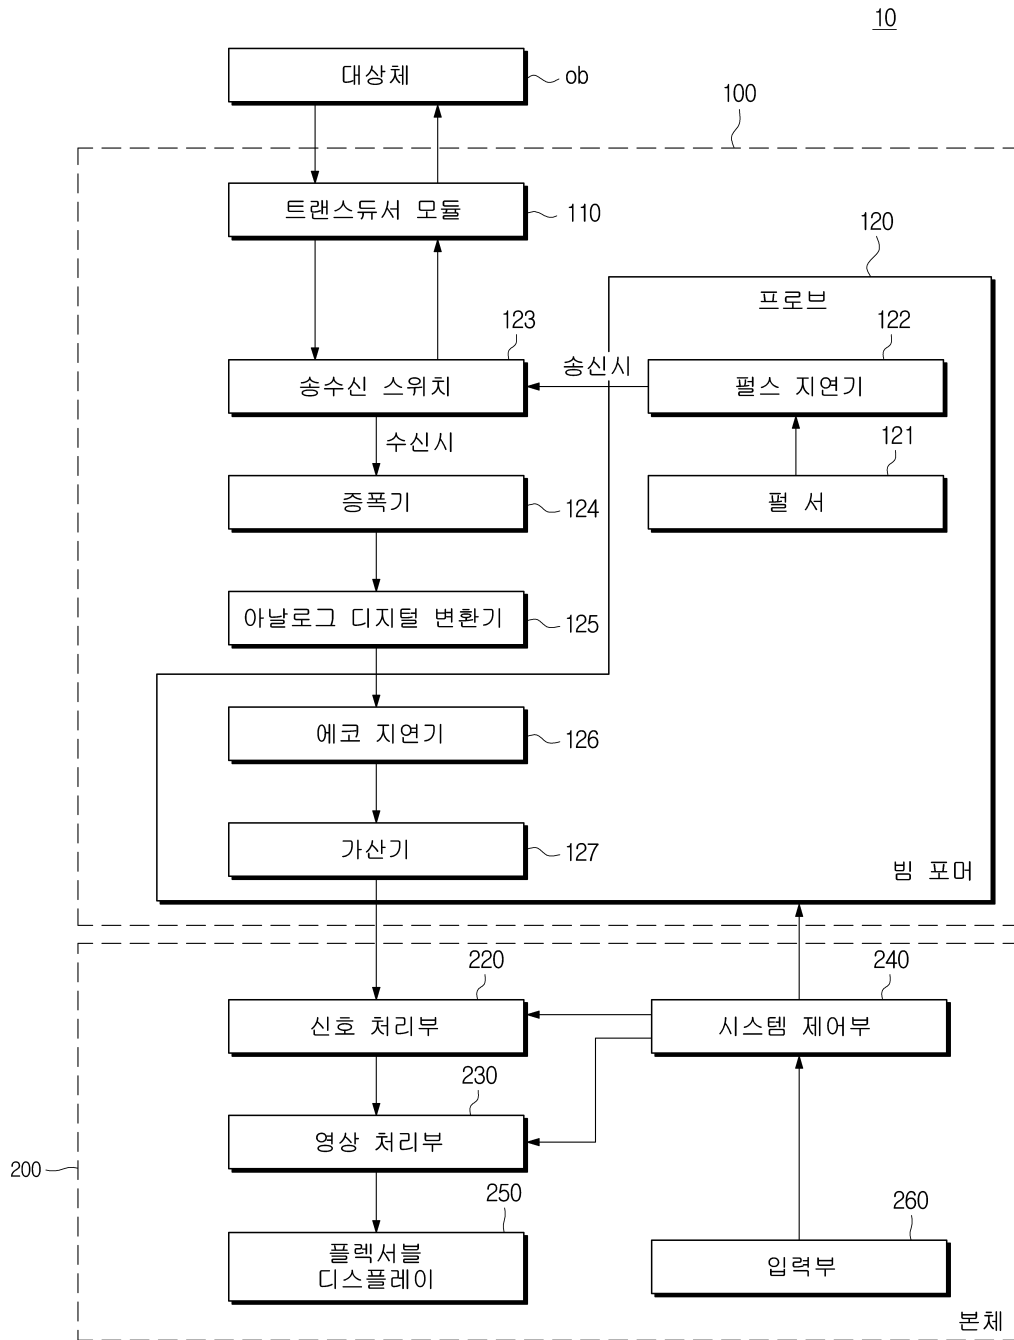 10
대상체
ob
100
트랜스듀서 모듈
110
120
프로브
123
122
송수신 스위치
송신시
펄스 지연기
수신시
121
증폭기
124
펄 서
아날로그 디지털 변환기
125
에코 지연기
126
가산기
127
빔 포머
220
240
신호 처리부
시스템 제어부
230
영상 처리부
200
250
260
플렉서블
디스플레이
입력부
본체